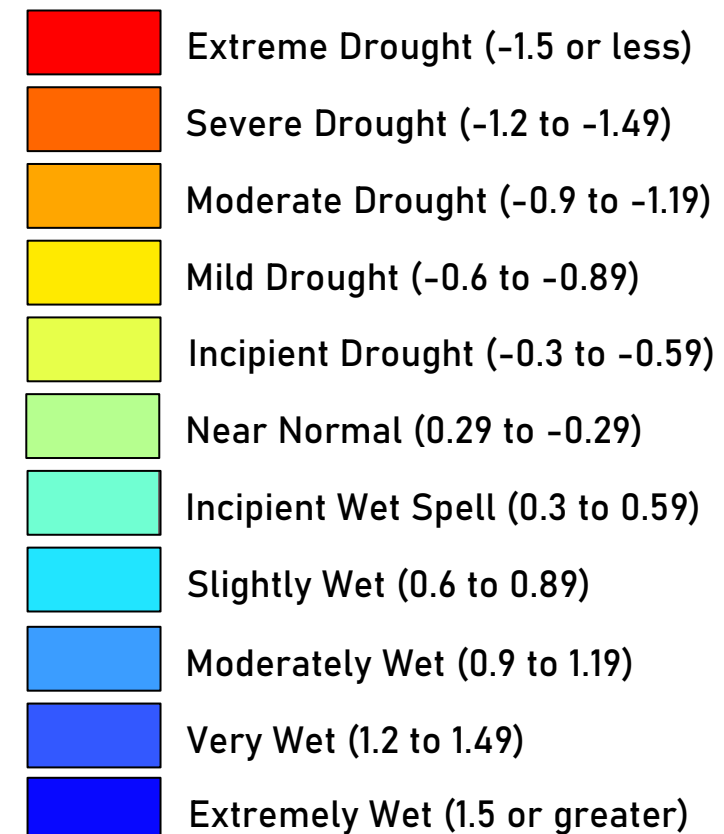 Extreme Drought (-1.5 or less)
Severe Drought (-1.2 to -1.49)
Moderate Drought (-0.9 to -1.19)
Mild Drought (-0.6 to -0.89)
Incipient Drought (-0.3 to -0.59)
Near Normal (0.29 to -0.29)
Incipient Wet Spell (0.3 to 0.59)
Slightly Wet (0.6 to 0.89)
Moderately Wet (0.9 to 1.19)
Very Wet (1.2 to 1.49)
Extremely Wet (1.5 or greater)